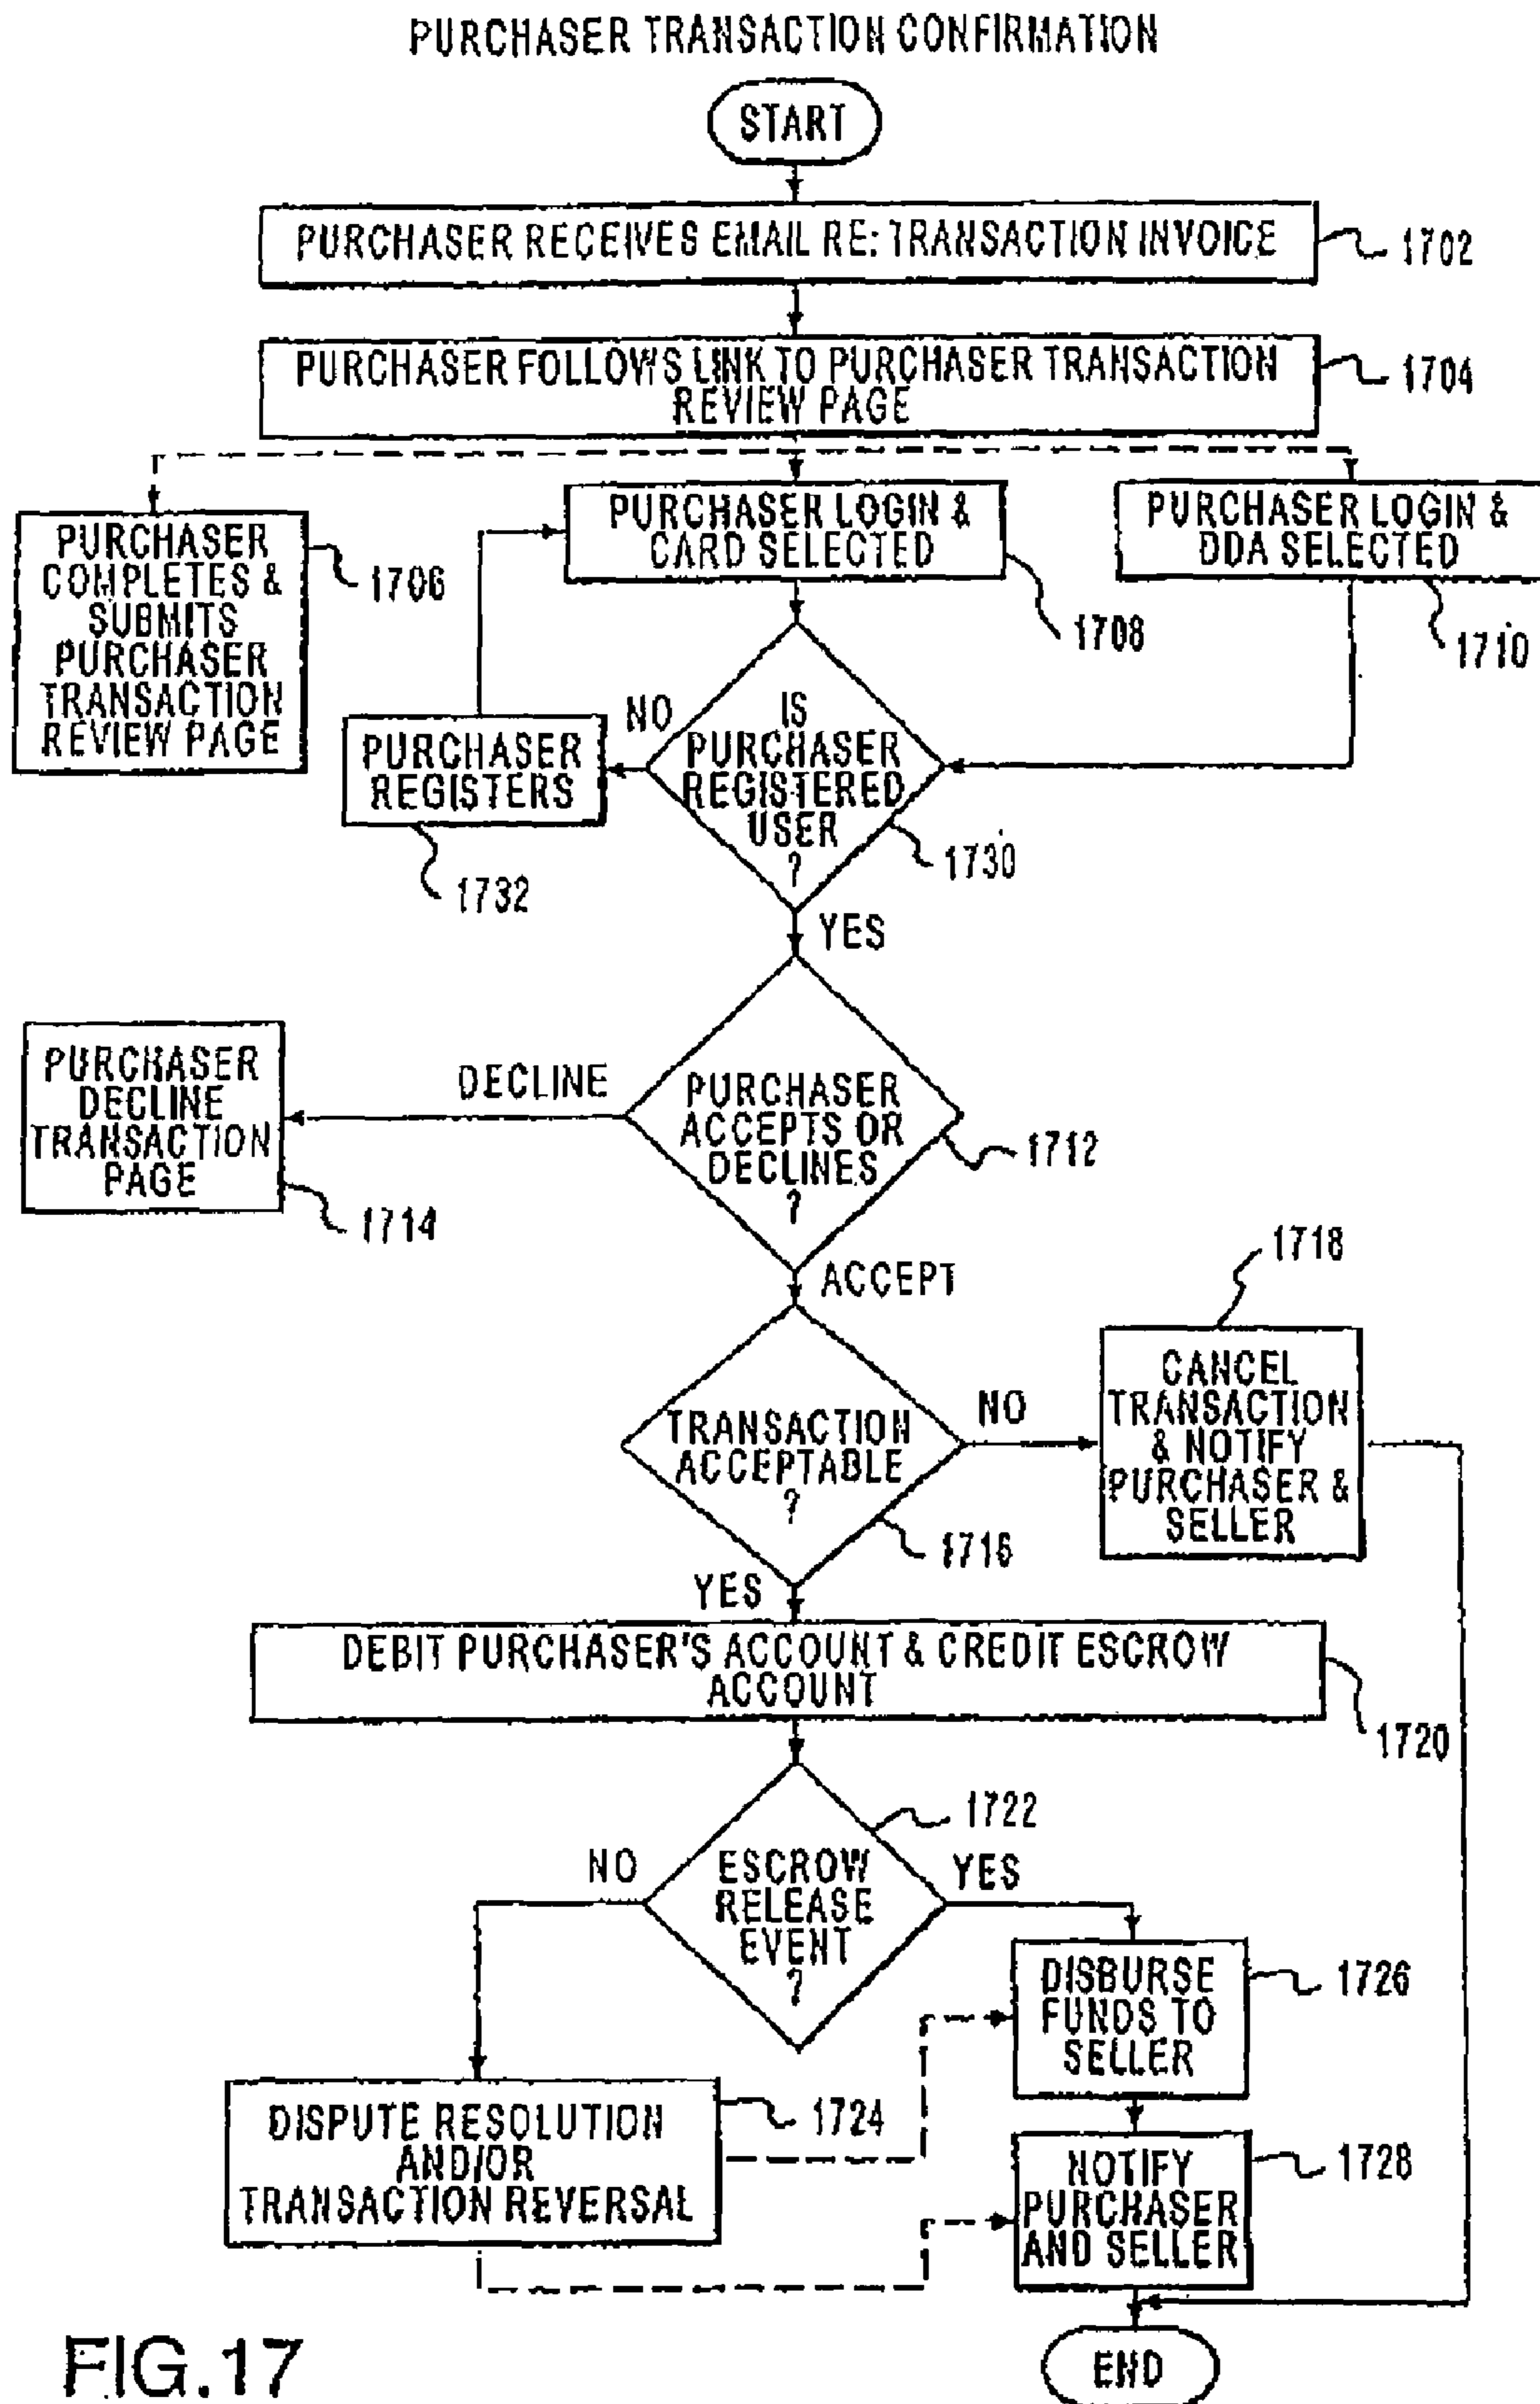 PURCHASER TRANSACTION CONFIRMATION
START
PURCHASER RECEIVES EMAIL RE: TRANSACTION INVOICE
1702
PURCHASER FOLLOWS LINK TO PURCHASER TRANSACTION
REVIEW PAGE
1704
PURCHASER
COMPLETES &
SUBMITS
PURCHASER
TRANSACTION
REVIEW PAGE
1706
PURCHASER LOGIN &
CARD SELECTED
1708
PURCHASER LOGIN &
DDA SELECTED
1710
NO
PURCHASER
REGISTERS
1732
IS
PURCHASER
REGISTERED
USER
?
1730
YES
PURCHASER
DECLINE
TRANSACTION
PAGE
1714
DECLINE
PURCHASER
ACCEPTS OR
DECLINES
?
1712
ACCEPT
TRANSACTION
ACCEPTABLE
?
1716
NO
1718
CANCEL
TRANSACTION
& NOTIFY
PURCHASER &
SELLER
YES
DEBIT PURCHASER'S ACCOUNT & CREDIT ESCROW
ACCOUNT
1720
1722
NO
ESCROW
RELEASE
EVENT
?
YES
DISBURSE
FUNDS TO
SELLER
1726
DISPUTE RESOLUTION
AND/OR
TRANSACTION REVERSAL
1724
NOTIFY
PURCHASER
AND SELLER
1728
END
FIG.17